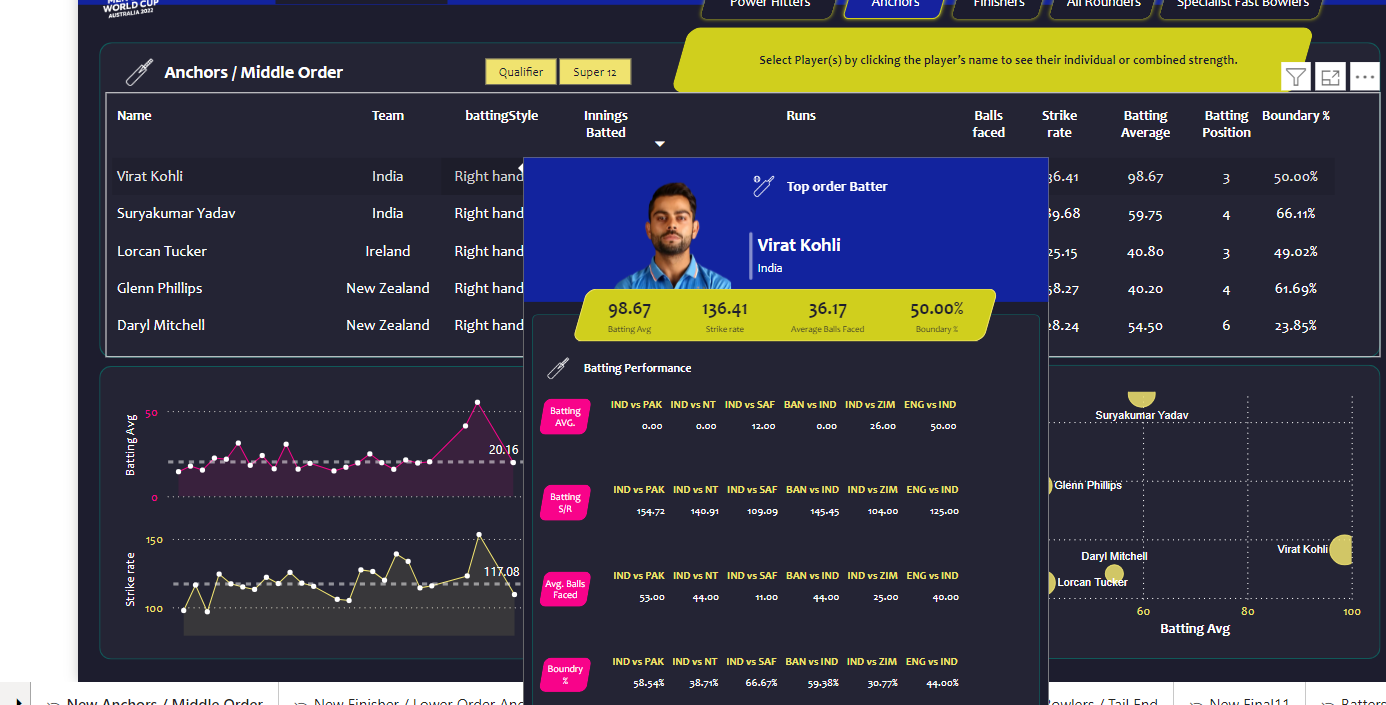 WORLD CUP
AUSTRALIA 2022
Power Hitters
Anchors
Finishers
All Rounders
Specialist Fast Bowlers
Anchors / Middle Order
Qualifier
Super 12
Select Player(s) by clicking the player's name to see their individual or combined strength.
Name Team battingStyle Innings Batted Runs Balls faced Strike rate Batting Average Batting Position Boundary %
Virat Kohli India Right hand 36.41 98.67 3 50.00%
Suryakumar Yadav India Right hand 39.68 59.75 4 66.11%
Lorcan Tucker Ireland Right hand 25.15 40.80 3 49.02%
Glenn Phillips New Zealand Right hand 58.27 40.20 4 61.69%
Daryl Mitchell New Zealand Right hand 28.24 54.50 6 23.85%
Top order Batter
Virat Kohli
India
98.67 136.41 36.17 50.00%
Batting Avg Strike rate Average Balls Faced Boundary %
Batting Performance
Batting AVG.
IND vs PAK IND vs NT IND vs SAF BAN vs IND IND vs ZIM ENG vs IND
0.00 0.00 12.00 0.00 26.00 50.00
Batting S/R
IND vs PAK IND vs NT IND vs SAF BAN vs IND IND vs ZIM ENG vs IND
154.72 140.91 109.09 145.45 104.00 125.00
Avg. Balls Faced
IND vs PAK IND vs NT IND vs SAF BAN vs IND IND vs ZIM ENG vs IND
53.00 44.00 11.00 44.00 25.00 40.00
Boundry %
IND vs PAK IND vs NT IND vs SAF BAN vs IND IND vs ZIM ENG vs IND
58.54% 38.71% 66.67% 59.38% 30.77% 44.00%
Batting Avg
50
0
20.16
Strike rate
150
100
117.08
Suryakumar Yadav
Glenn Phillips
Virat Kohli
Daryl Mitchell
Lorcan Tucker
60 80 100
Batting Avg
New Anchors / Middle Order
New Finisher / Lower Order Anc
Bowlers / Tail End
New Final11
Batters